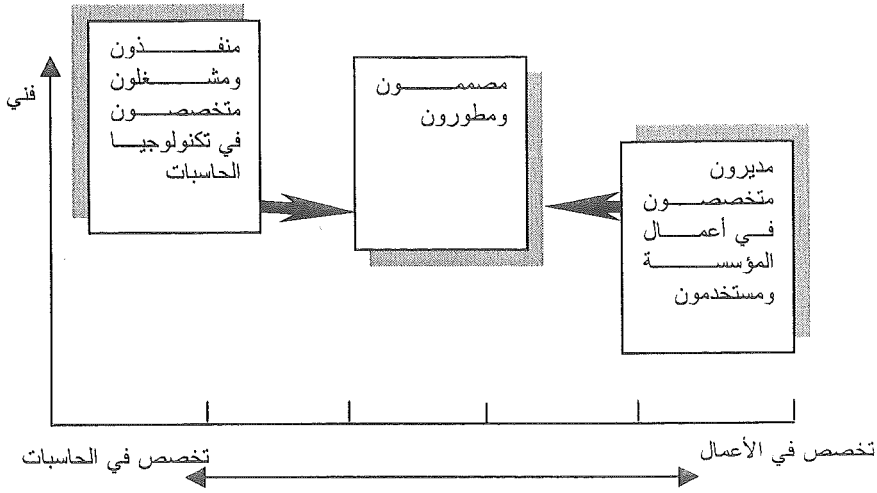 منفذون
ومشغلون
متخصصون
في تكنولوجيا
الحاسبات
مصممون
ومطورون
مديرون
متخصصون
في أعمال
المؤسسة
ومستخدمون
فني
تخصص في الحاسبات
تخصص في الأعمال